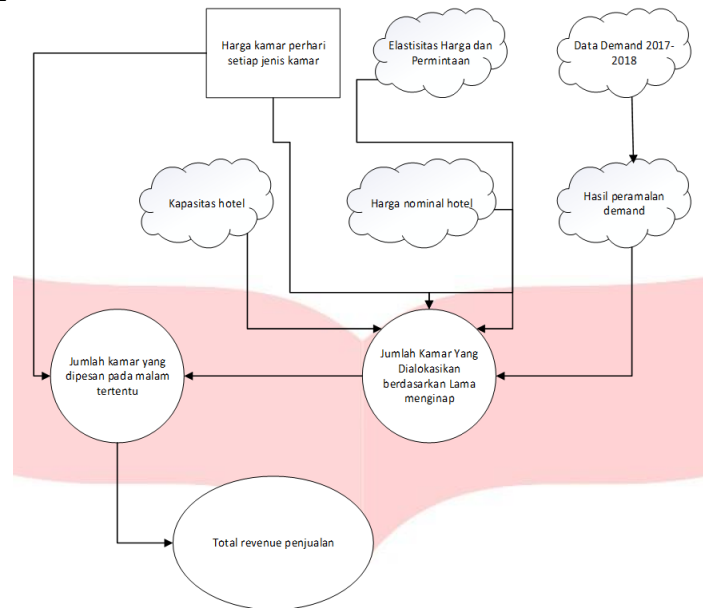 Harga kamar perhari
setiap jenis kamar
Elastisitas Harga dan
Permintaan
Data Demand 2017-
2018
Kapasitas hotel
Harga nominal hotel
Hasil peramalan
demand
Jumlah kamar yang
dipesan pada malam
tertentu
Jumlah Kamar Yang
Dialokasikan
berdasarkan Lama
menginap
Total revenue penjualan